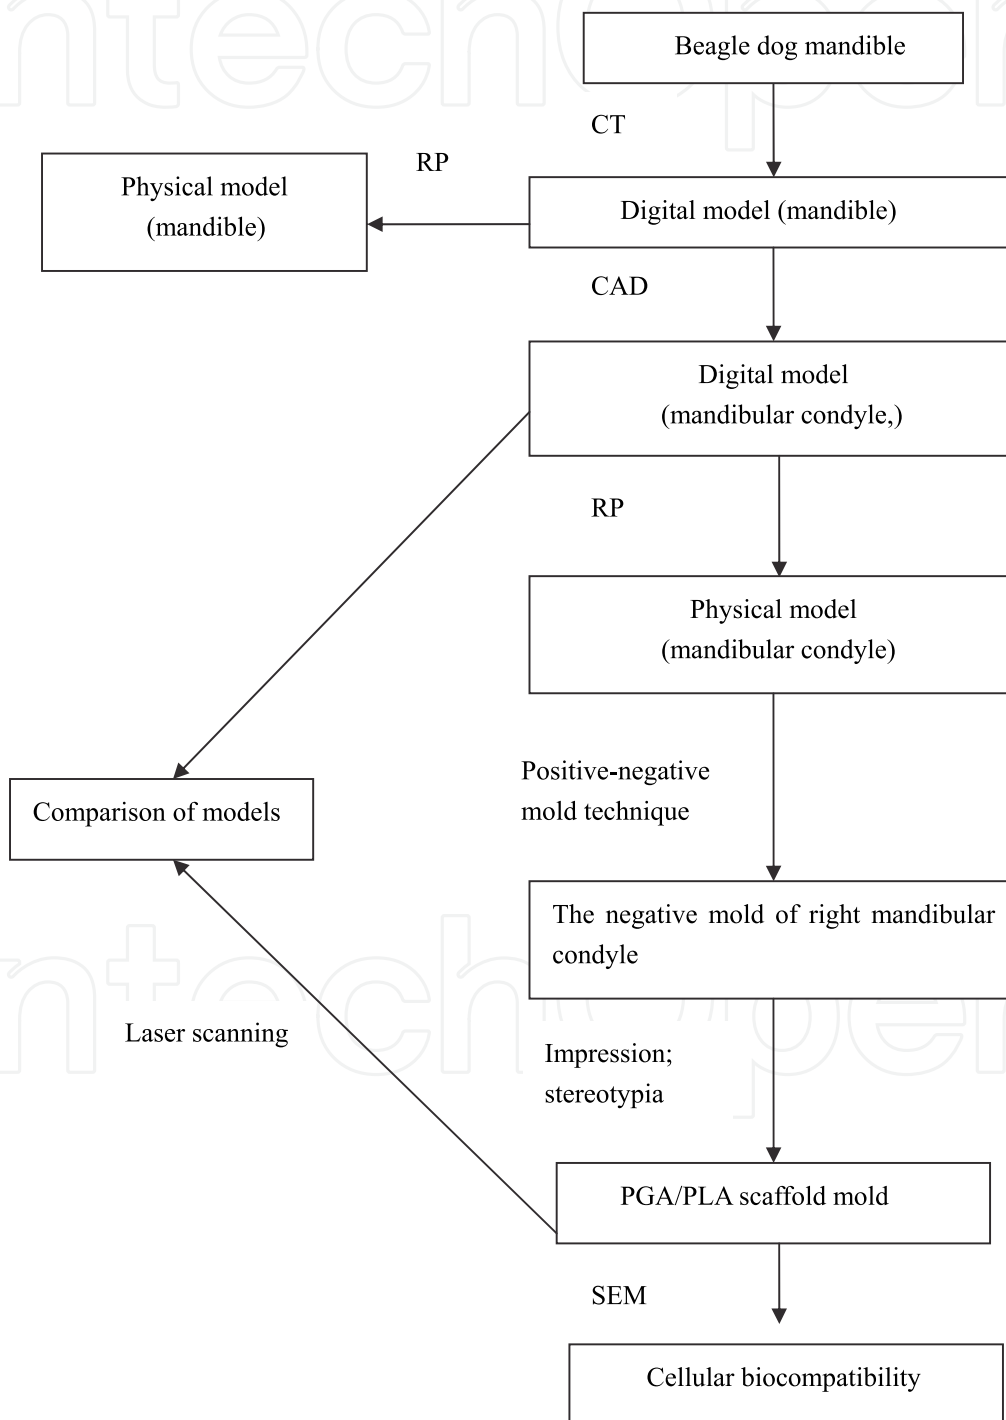 Beagle dog mandible
CT
RP
Physical model
(mandible)
Digital model (mandible)
CAD
Digital model
(mandibular condyle,)
RP
Physical model
(mandibular condyle)
Positive-negative
mold technique
Comparison of models
The negative mold of right mandibular
condyle
Laser scanning
Impression;
stereotypia
PGA/PLA scaffold mold
SEM
Cellular biocompatibility